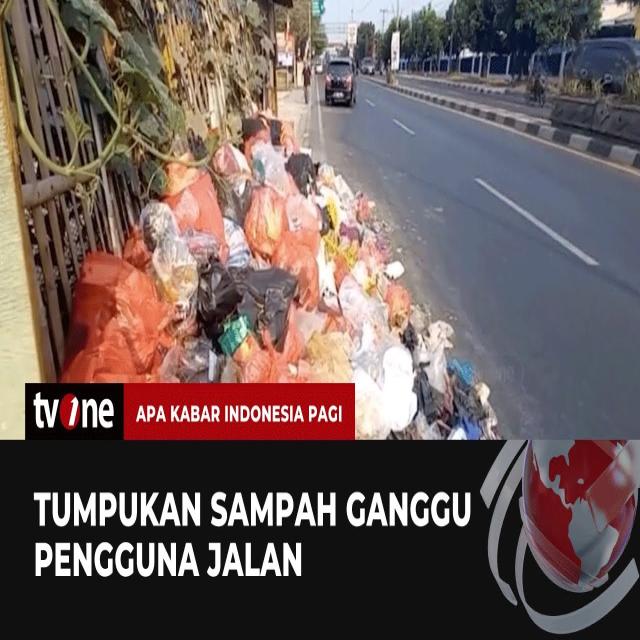 tvOne
APA KABAR INDONESIA PAGI
TUMPUKAN SAMPAH GANGGU
PENGGUNA JALAN